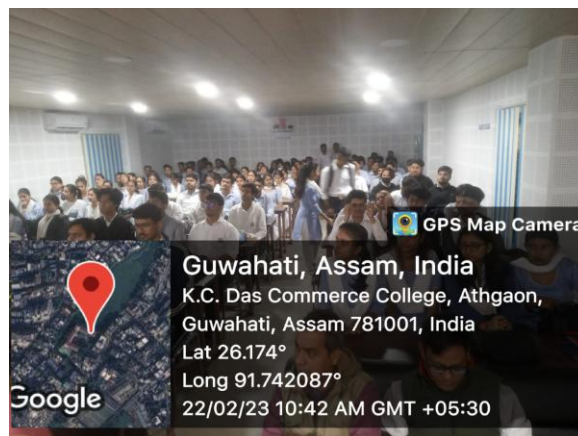 GPS Map Camera
Guwahati, Assam, India
K.C. Das Commerce College, Athgaon,
Guwahati, Assam 781001, India
Lat 26.174°
Long 91.742087°
22/02/23 10:42 AM GMT +05:30
Google